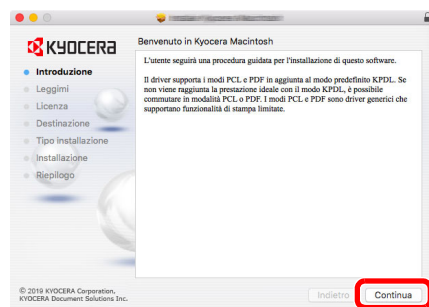 KYOCERA
Benvenuto in Kyocera Macintosh
Introduzione
Leggimi
Licenza
Destinazione
Tipo installazione
Installazione
Riepilogo
L'utente seguirà una procedura guidata per l'installazione di questo software.
Il driver supporta i modi PCL e PDF in aggiunta al modo predefinito KPDL. Se
non viene raggiunta la prestazione ideale con il modo KPDL, è possibile
commutare in modalità PCL o PDF. I modi PCL e PDF sono driver generici che
supportano funzionalità di stampa limitate.
© 2019 KYOCERA Corporation,
KYOCERA Document Solutions Inc.
Indietro
Continua